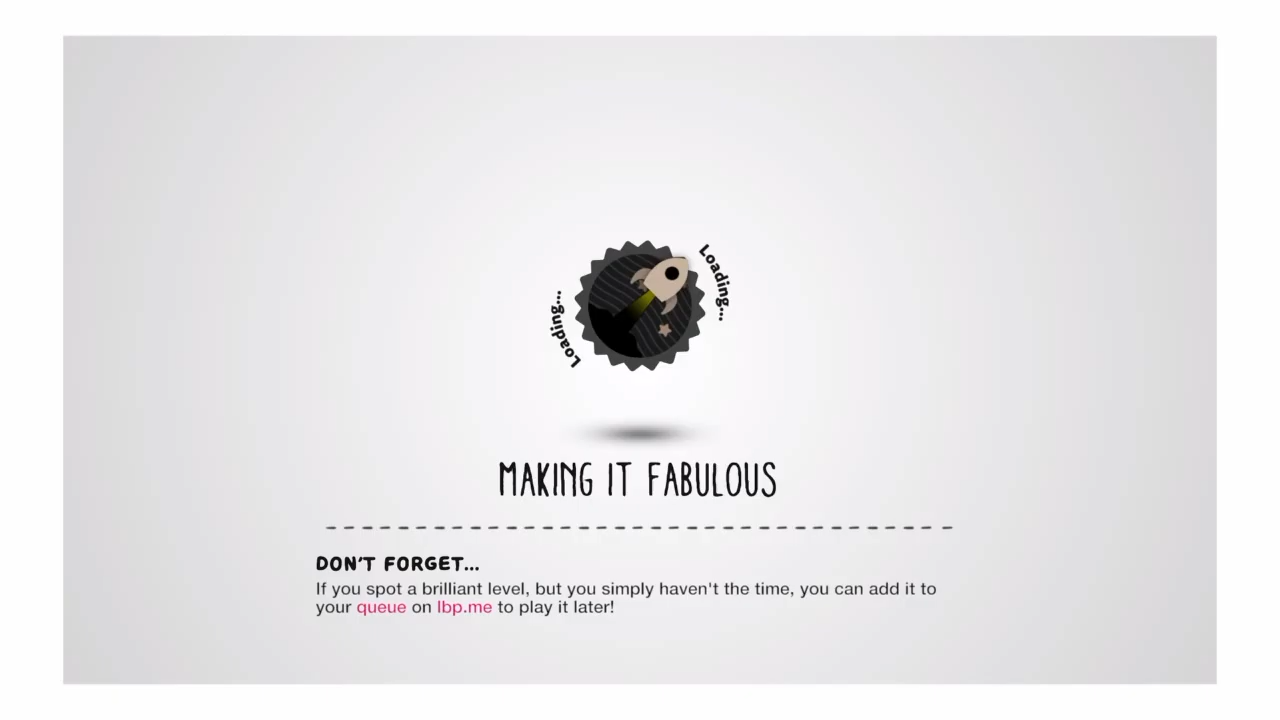 Loading...
Loading...
MAKING IT FABULOUS
DON'T FORGET...
If you spot a brilliant level, but you simply haven't the time, you can add it to
your queue on lbp.me to play it later!